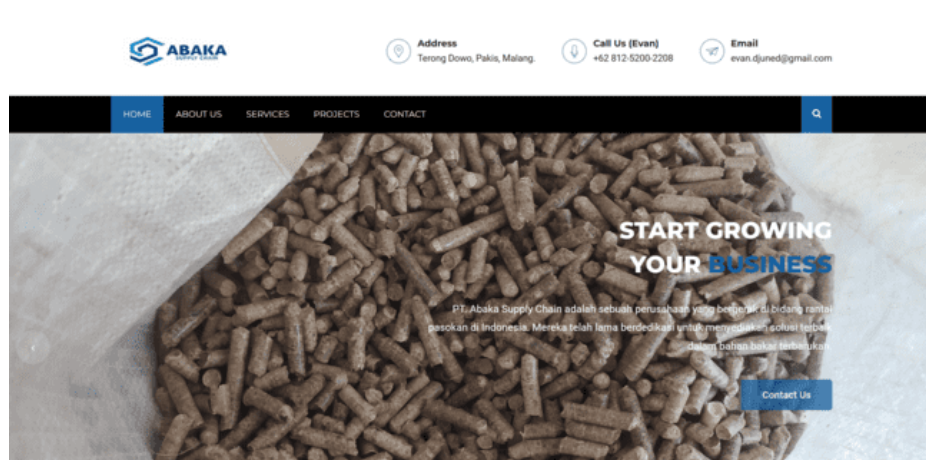 ABAKA
SUPPLY CHAIN
Address
Terong Dowo, Pakis, Malang.
Call Us (Evan)
+62 812-5200-2208
Email
evan.djuned@gmail.com
HOME ABOUT US SERVICES PROJECTS CONTACT
START GROWING
YOUR BUSINESS
PT. Abaka Supply Chain adalah sebuah perusahaan yang bergerak di bidang rantai
pasokan di Indonesia. Mereka telah lama berdedikasi untuk menyediakan solusi terbaik
dalam bahan bakar terbarukan.
Contact Us